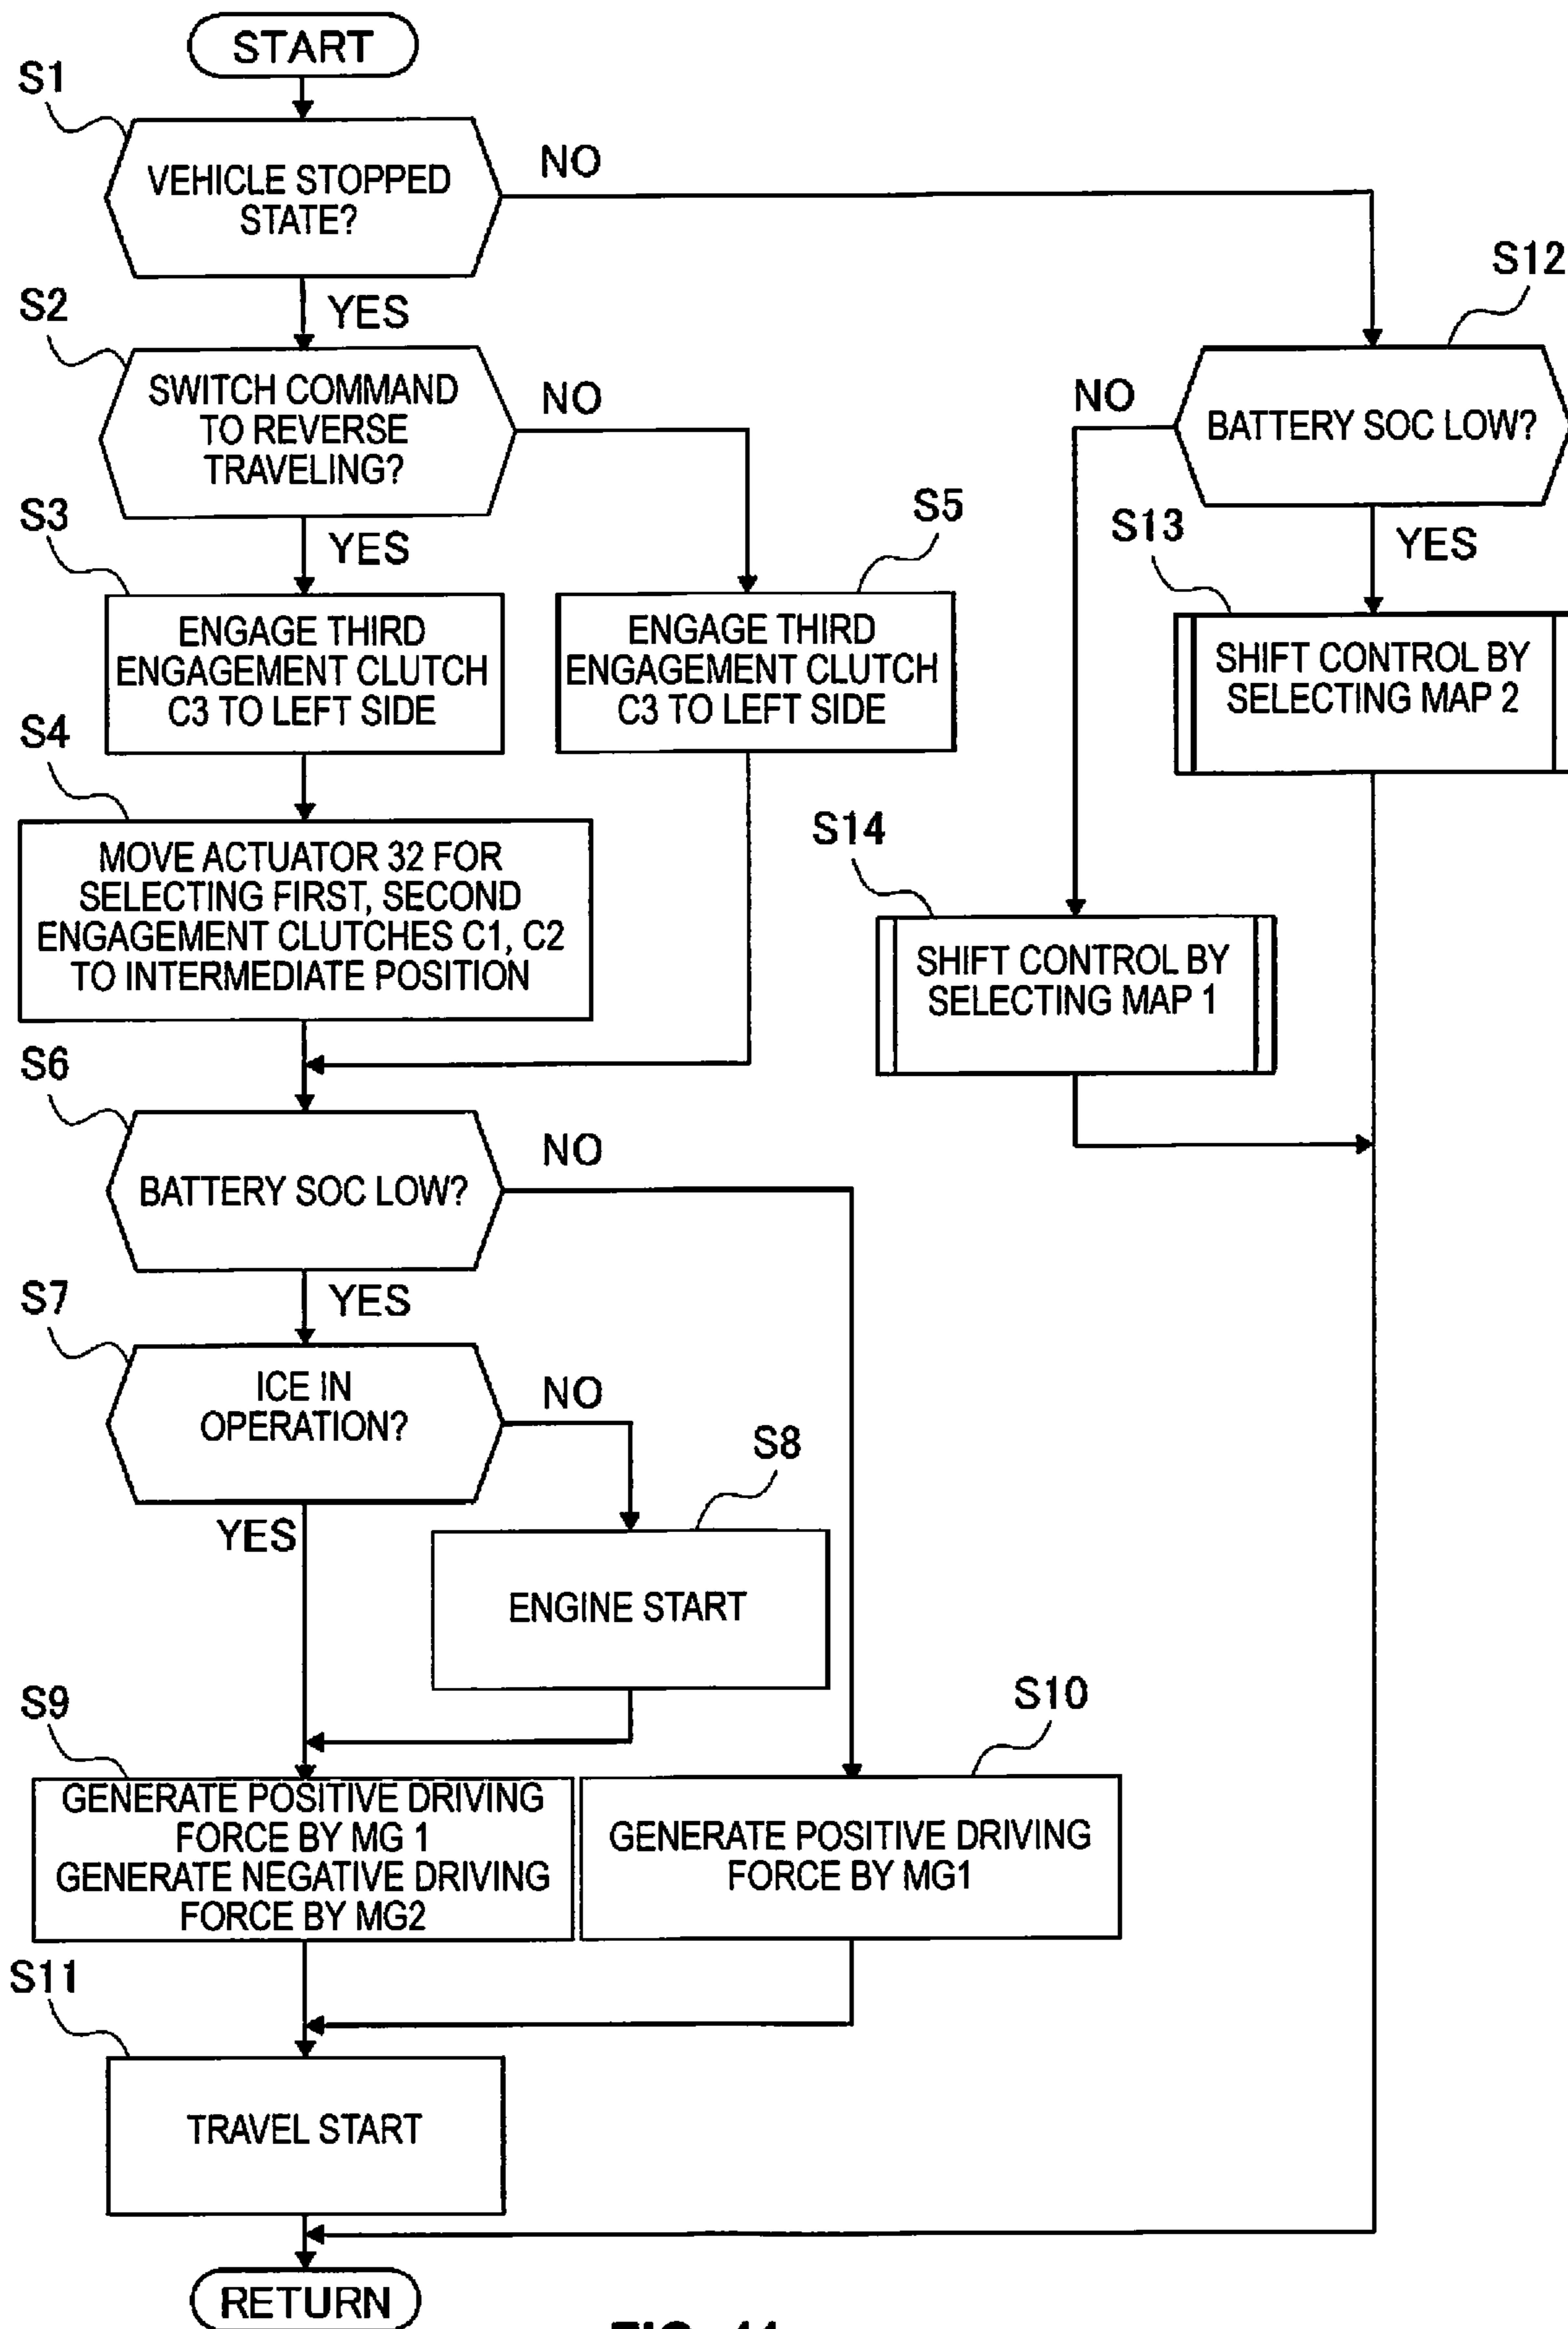 START
S1
VEHICLE STOPPED
STATE?
NO
YES
S2
SWITCH COMMAND
TO REVERSE
TRAVELING?
NO
YES
S12
BATTERY SOC LOW?
NO
YES
S3
ENGAGE THIRD
ENGAGEMENT CLUTCH
C3 TO LEFT SIDE
S5
ENGAGE THIRD
ENGAGEMENT CLUTCH
C3 TO LEFT SIDE
S13
SHIFT CONTROL BY
SELECTING MAP 2
S4
MOVE ACTUATOR 32 FOR
SELECTING FIRST, SECOND
ENGAGEMENT CLUTCHES C1, C2
TO INTERMEDIATE POSITION
S14
SHIFT CONTROL BY
SELECTING MAP 1
S6
BATTERY SOC LOW?
NO
YES
S7
ICE IN
OPERATION?
NO
YES
S8
ENGINE START
S9
GENERATE POSITIVE DRIVING
FORCE BY MG 1
GENERATE NEGATIVE DRIVING
FORCE BY MG2
S10
GENERATE POSITIVE DRIVING
FORCE BY MG1
S11
TRAVEL START
RETURN